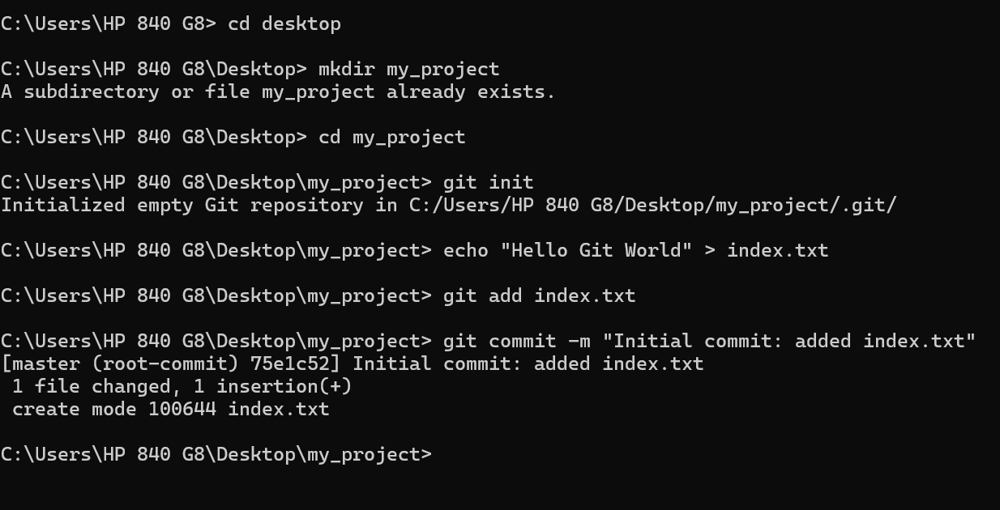 C:\Users\HP 840 G8> cd desktop
C:\Users\HP 840 G8\Desktop> mkdir my_project
A subdirectory or file my_project already exists.
C:\Users\HP 840 G8\Desktop> cd my_project
C:\Users\HP 840 G8\Desktop\my_project> git init
Initialized empty Git repository in C:/Users/HP 840 G8/Desktop/my_project/.git/
C:\Users\HP 840 G8\Desktop\my_project> echo "Hello Git World" > index.txt
C:\Users\HP 840 G8\Desktop\my_project> git add index.txt
C:\Users\HP 840 G8\Desktop\my_project> git commit -m "Initial commit: added index.txt"
[master (root-commit) 75e1c52] Initial commit: added index.txt
 1 file changed, 1 insertion(+)
 create mode 100644 index.txt
C:\Users\HP 840 G8\Desktop\my_project>